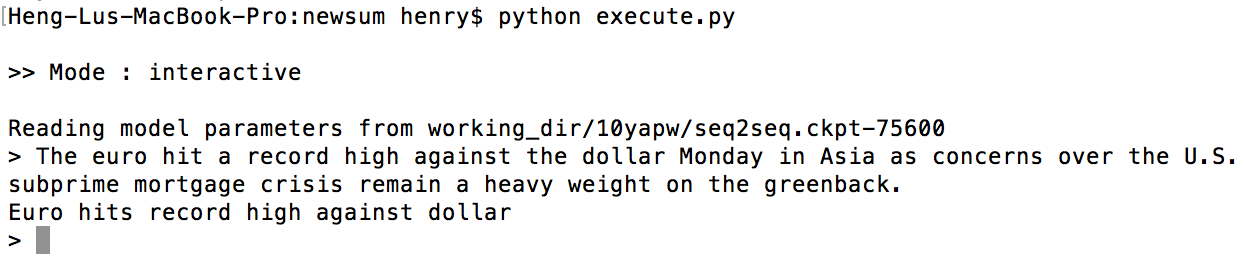 [Heng-Lus-MacBook-Pro:newsum henry$ python execute.py
>> Mode : interactive
Reading model parameters from working_dir/10yapw/seq2seq.ckpt-75600
> The euro hit a record high against the dollar Monday in Asia as concerns over the U.S.
subprime mortgage crisis remain a heavy weight on the greenback.
Euro hits record high against dollar
>